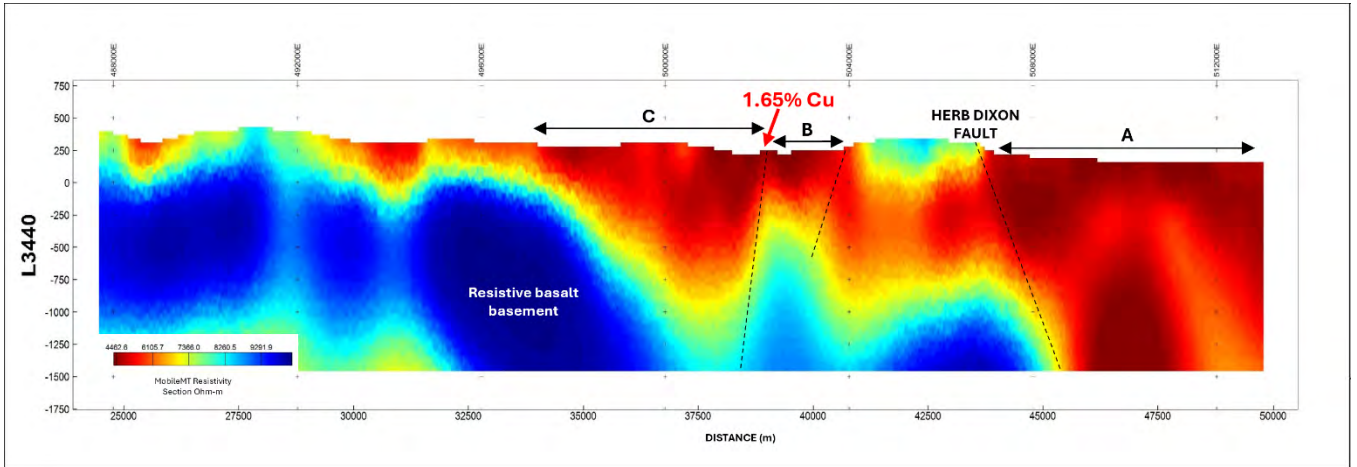 488000E 492000E 496000E 500000E 504000E 508000E 512000E
750
500
250
0
-250
-500
-750
-1000
-1250
-1500
-1750
L3440
C
1.65% Cu
B
HERB DIXON
FAULT
A
Resistive basalt
basement
4462.6 6105.7 7366.0 8260.5 9291.9
MobileMT Resistivity
Section Ohm-m
25000 27500 30000 32500 35000 37500 40000 42500 45000 47500 50000
DISTANCE (m)